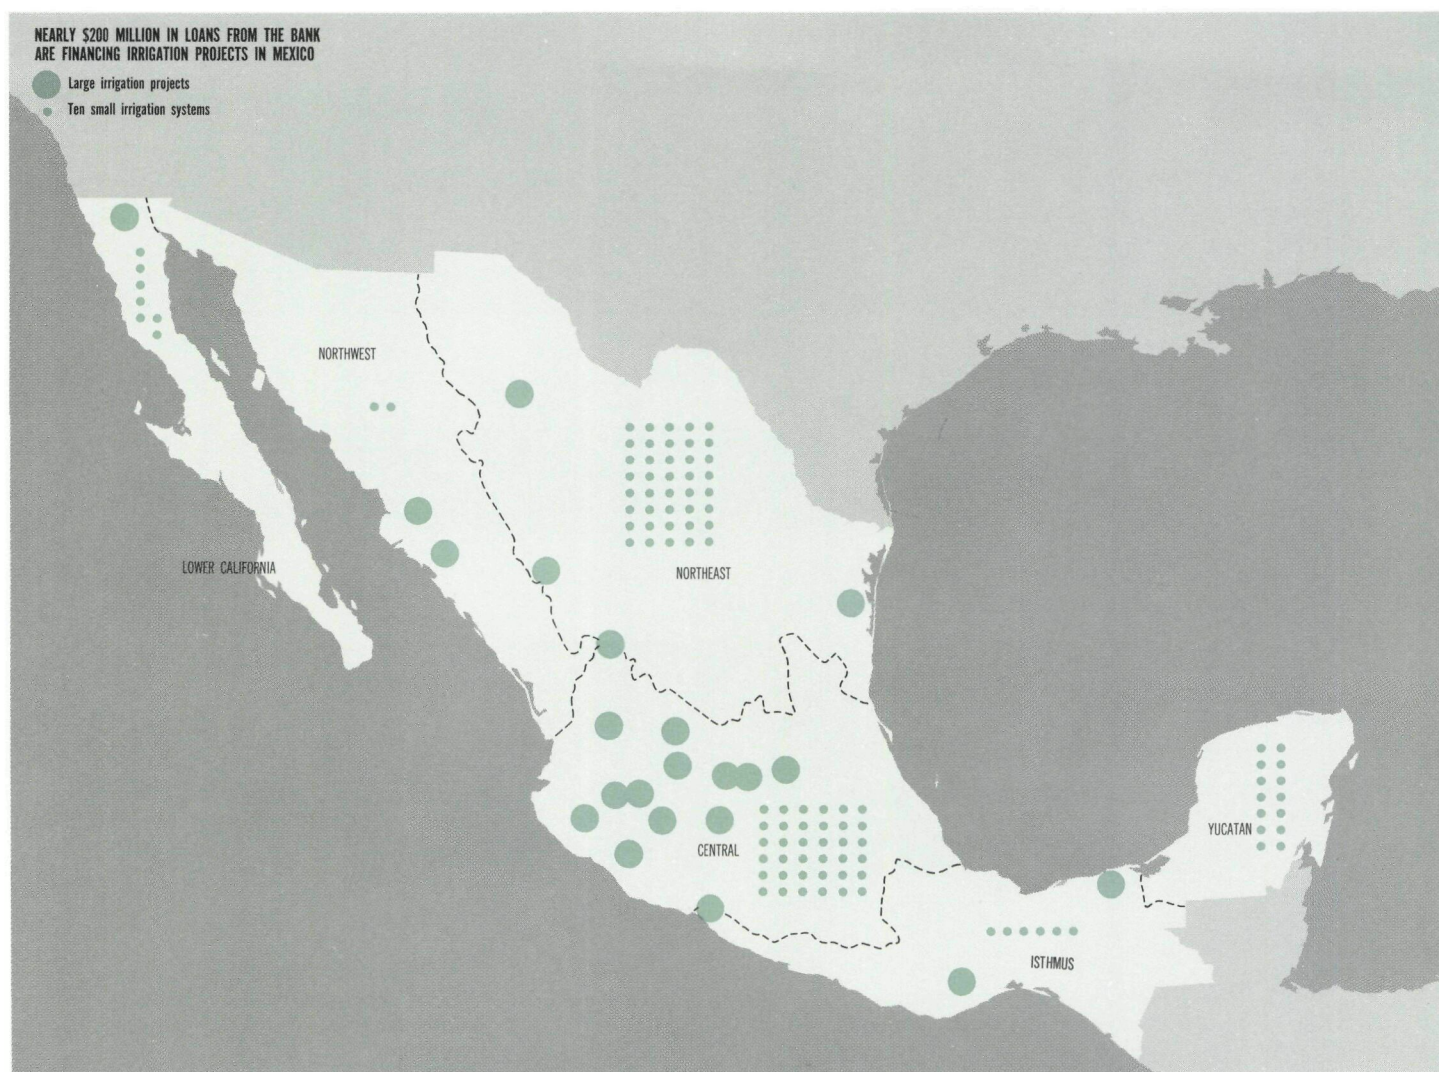 NEARLY $200 MILLION IN LOANS FROM THE BANK
ARE FINANCING IRRIGATION PROJECTS IN MEXICO
Large irrigation projects
Ten small irrigation systems
NORTHWEST
LOWER CALIFORNIA
NORTHEAST
CENTRAL
YUCATAN
ISTHMUS